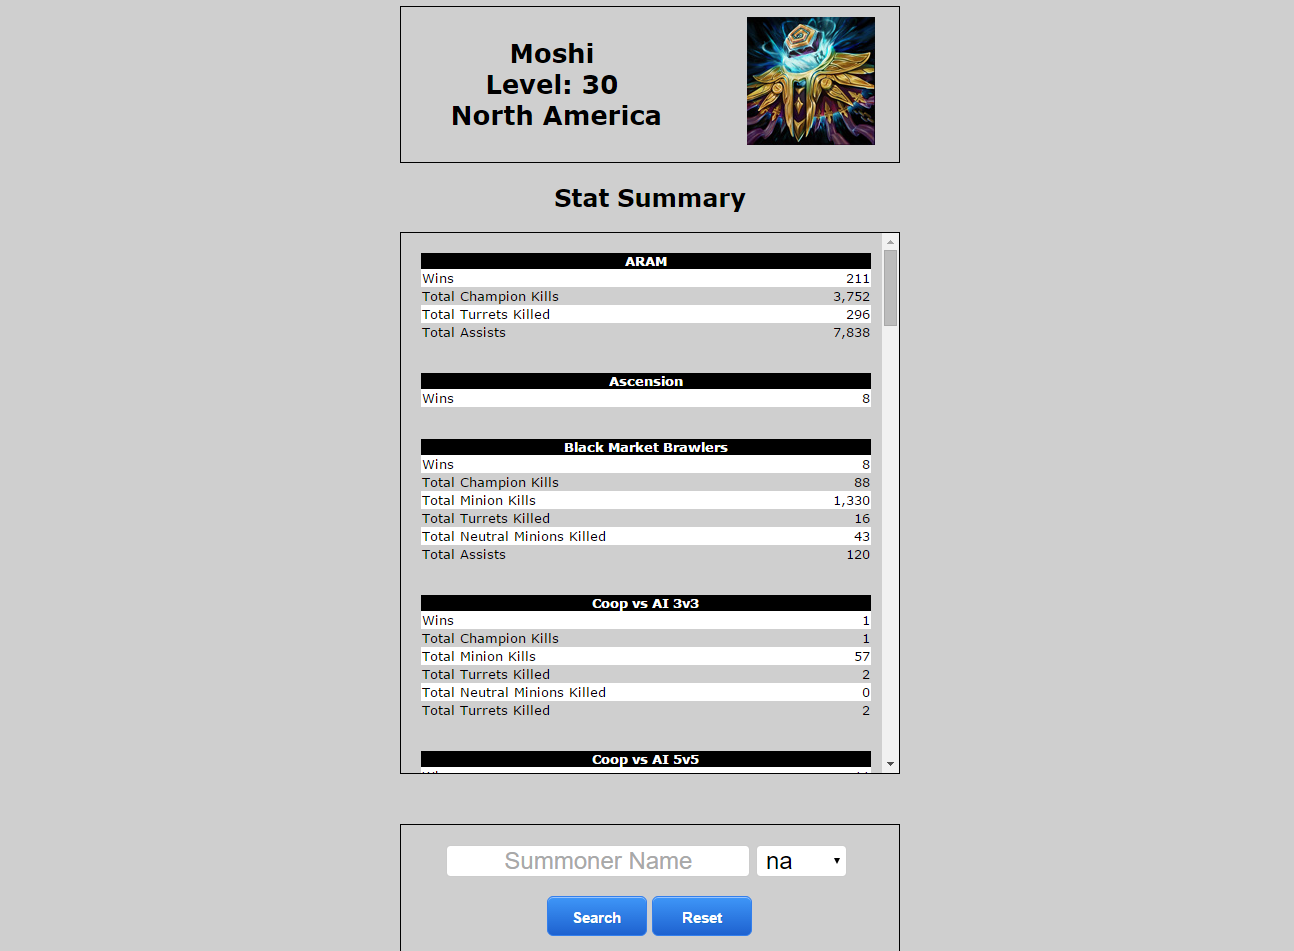 Moshi
Level: 30
North America
Stat Summary
ARAM
Wins 211
Total Champion Kills 3,752
Total Turrets Killed 296
Total Assists 7,838
Ascension
Wins 8
Black Market Brawlers
Wins 8
Total Champion Kills 88
Total Minion Kills 1,330
Total Turrets Killed 16
Total Neutral Minions Killed 43
Total Assists 120
Coop vs AI 3v3
Wins 1
Total Champion Kills 1
Total Minion Kills 57
Total Turrets Killed 2
Total Neutral Minions Killed 0
Total Turrets Killed 2
Coop vs AI 5v5
Summoner Name na
Search Reset